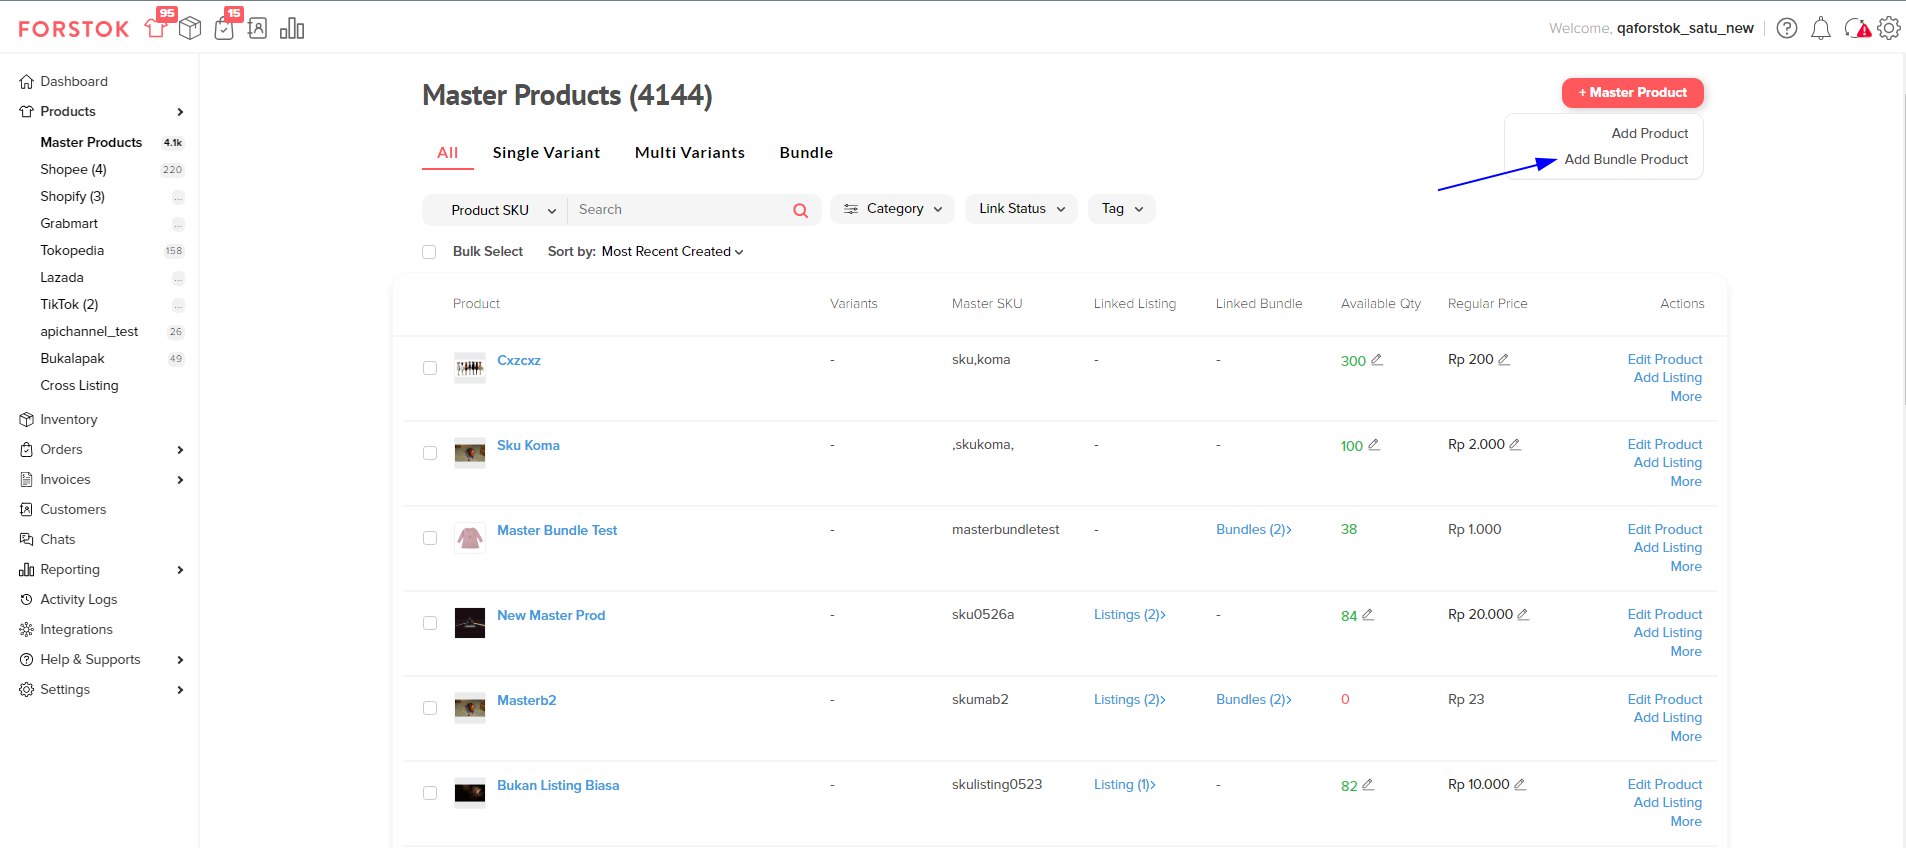 FORSTOK
95
15
Welcome, qaforstok_satu_new
Dashboard
Products
Master Products 4.1k
Shopee (4) 220
Shopify (3) ...
Grabmart ...
Tokopedia 158
Lazada ...
TikTok (2) ...
apichannel_test 26
Bukalapak 49
Cross Listing
Inventory
Orders
Invoices
Customers
Chats
Reporting
Activity Logs
Integrations
Help & Supports
Settings
Master Products (4144)
+ Master Product
Add Product
Add Bundle Product
All Single Variant Multi Variants Bundle
Product SKU Search Category Link Status Tag
Bulk Select Sort by: Most Recent Created
Product Variants Master SKU Linked Listing Linked Bundle Available Qty Regular Price Actions
Cxzcxz - sku,koma - - 300 Rp 200 Edit Product
Add Listing
More
Sku Koma - ,skukoma, - - 100 Rp 2.000 Edit Product
Add Listing
More
Master Bundle Test - masterbundletest - Bundles (2)> 38 Rp 1.000 Edit Product
Add Listing
More
New Master Prod - sku0526a Listings (2)> - 84 Rp 20.000 Edit Product
Add Listing
More
Masterb2 - skumab2 Listings (2)> Bundles (2)> 0 Rp 23 Edit Product
Add Listing
More
Bukan Listing Biasa - skulisting0523 Listing (1)> - 82 Rp 10.000 Edit Product
Add Listing
More